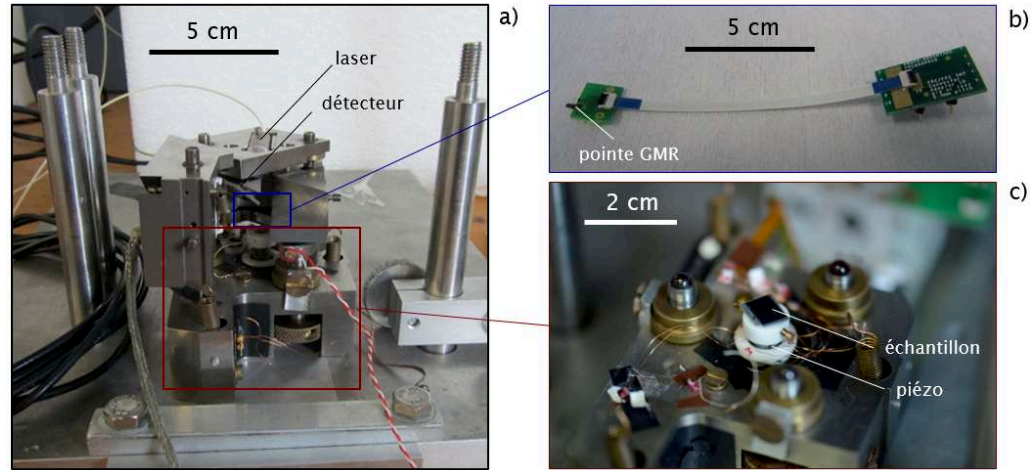 a)
5 cm
laser
détecteur
b)
5 cm
pointe GMR
c)
2 cm
échantillon
piézo